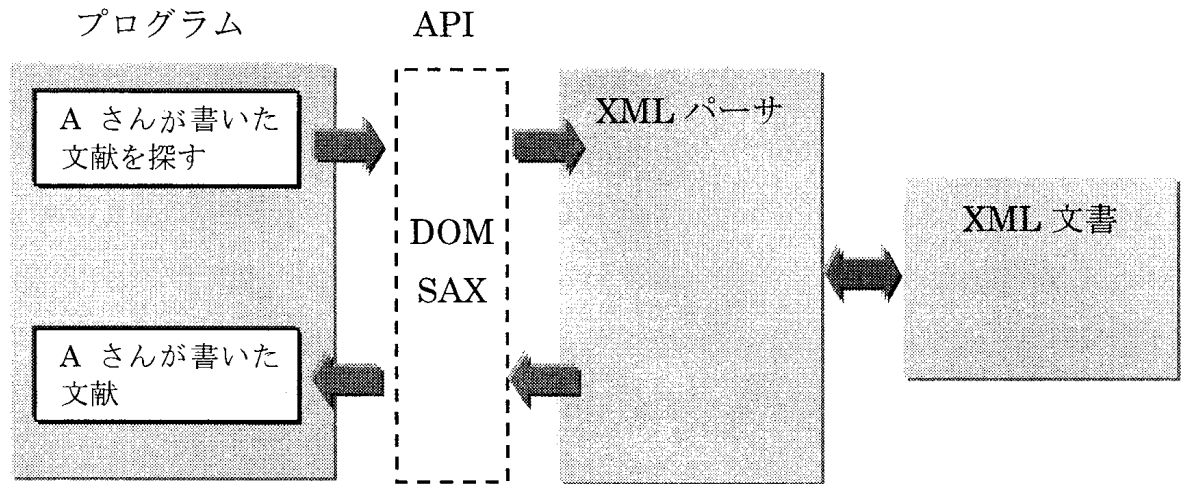 プログラム
API
A さんが書いた
文献を探す
XML パーサ
DOM
SAX
XML 文書
A さんが書いた
文献